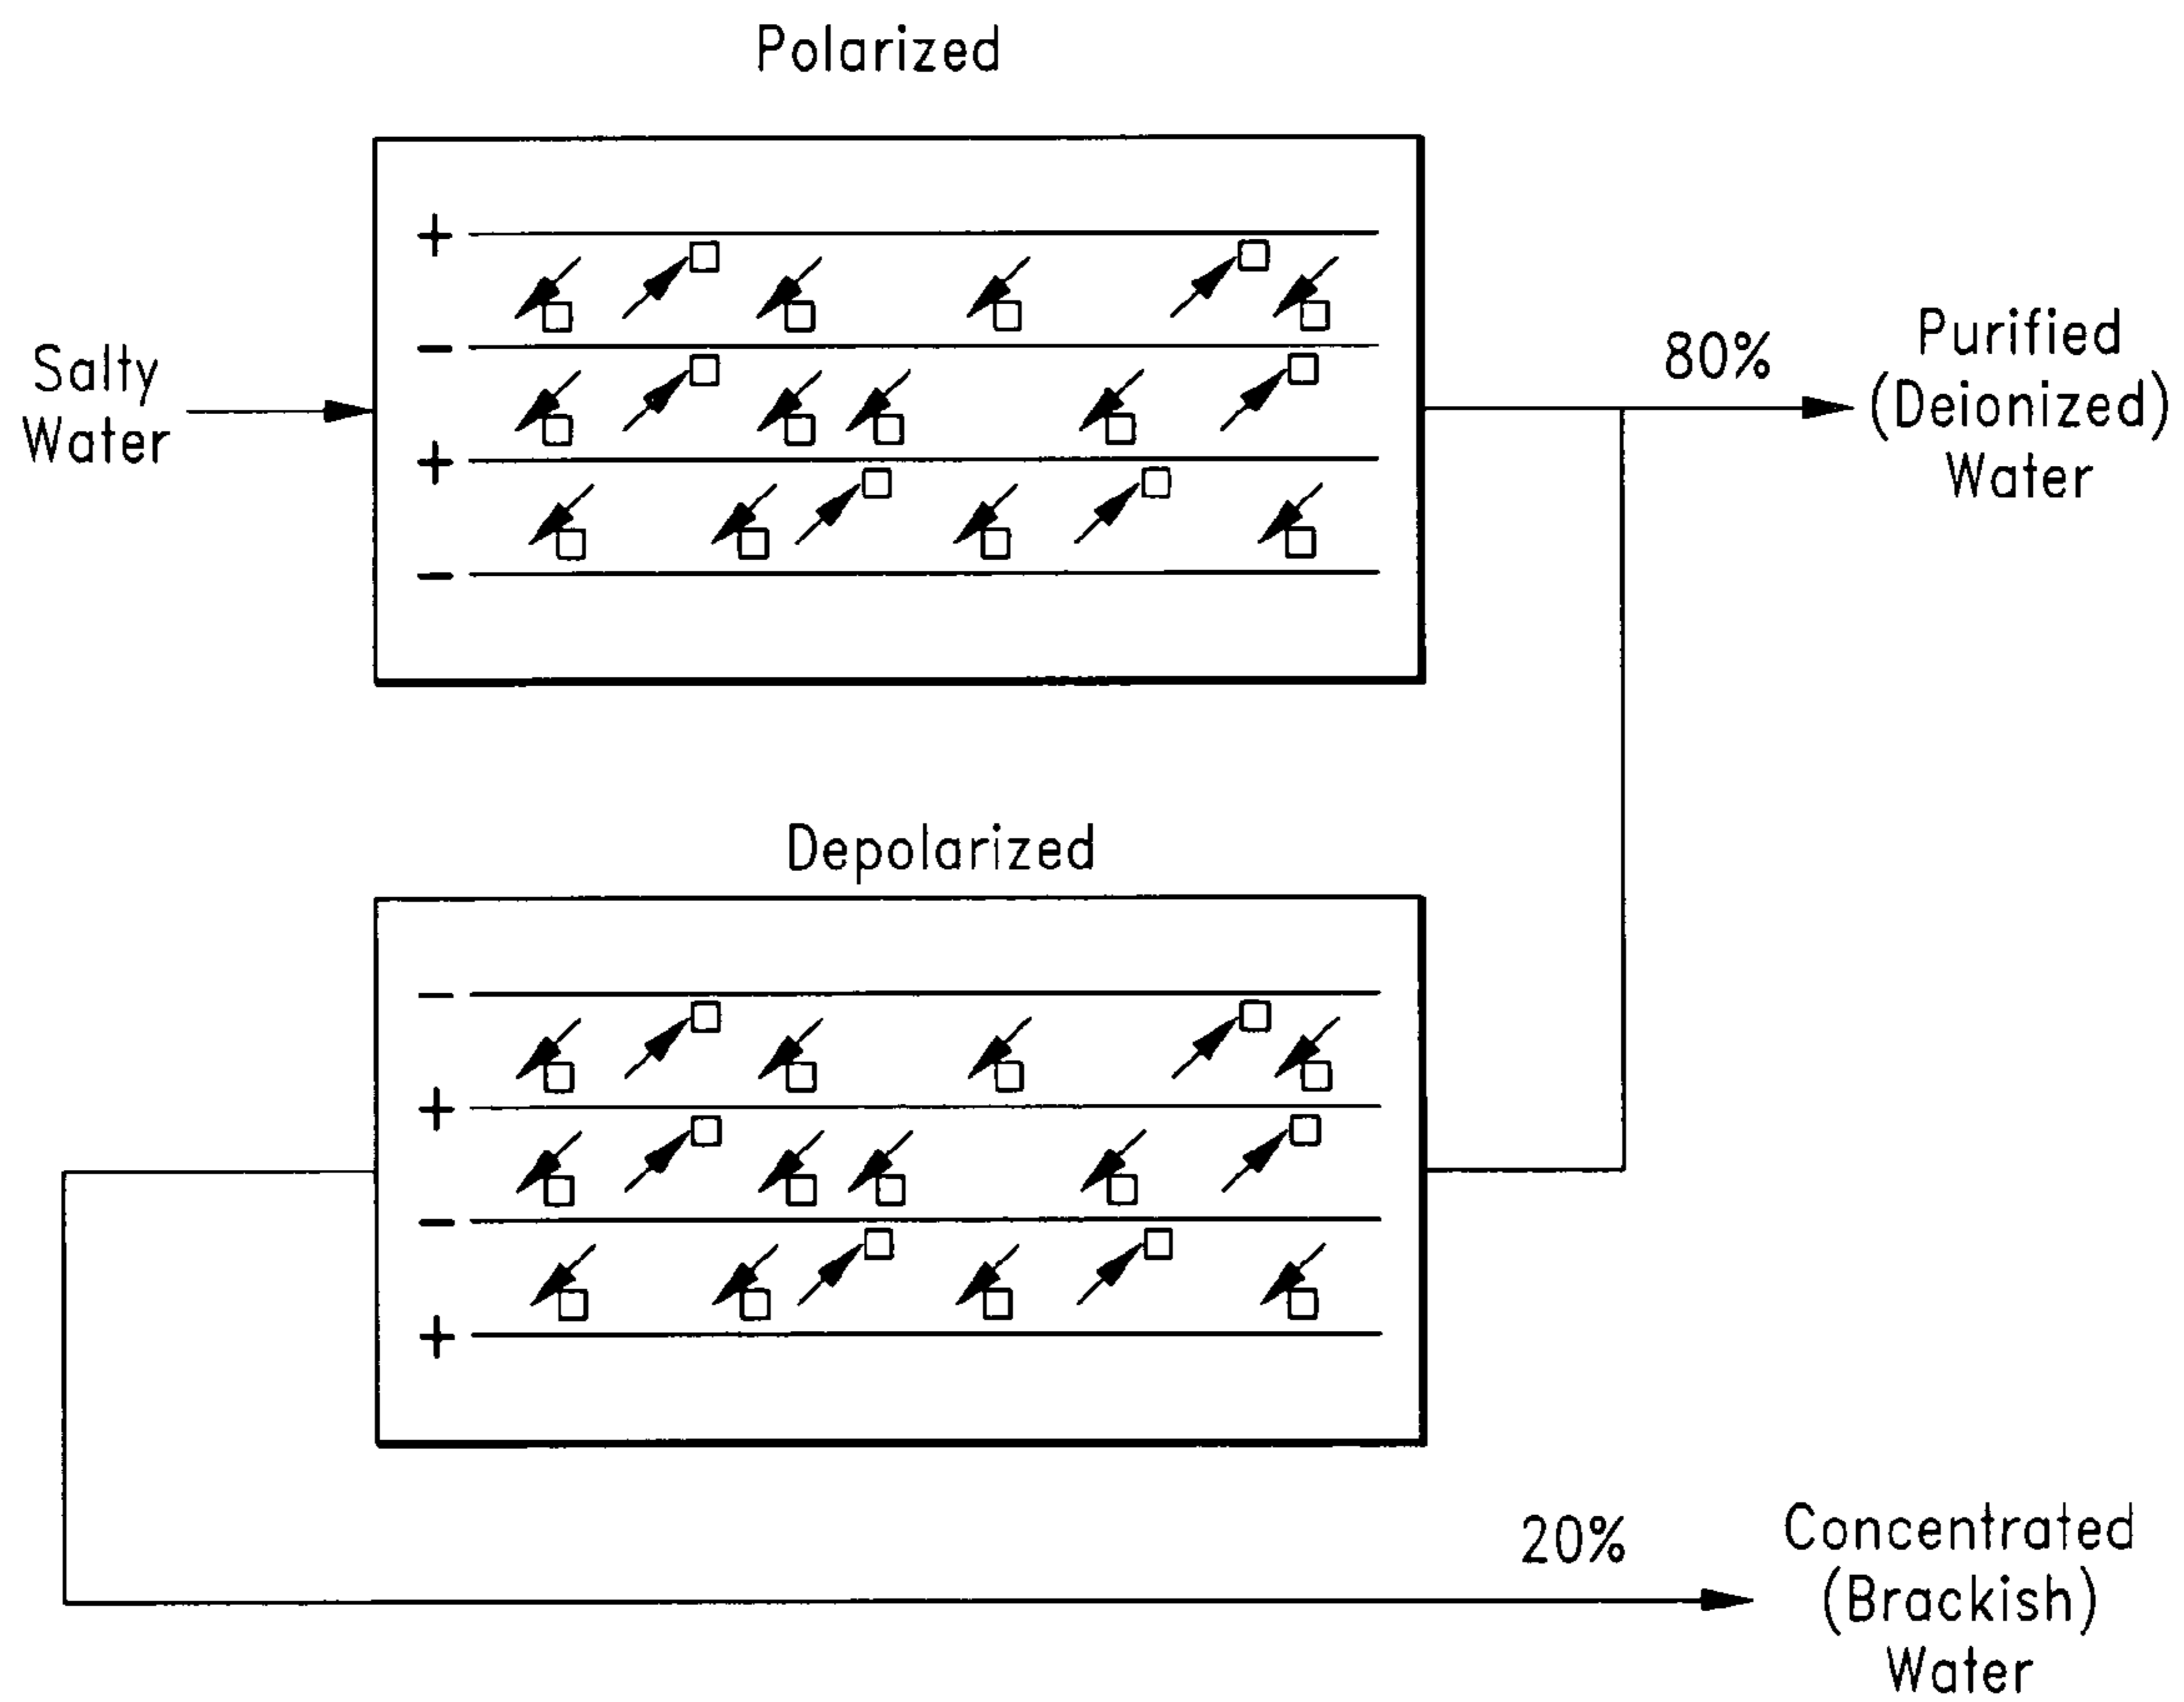 Polarized
+
−
+
−
Salty
Water
80%
Purified
(Deionized)
Water
Depolarized
−
+
−
+
20%
Concentrated
(Brackish)
Water